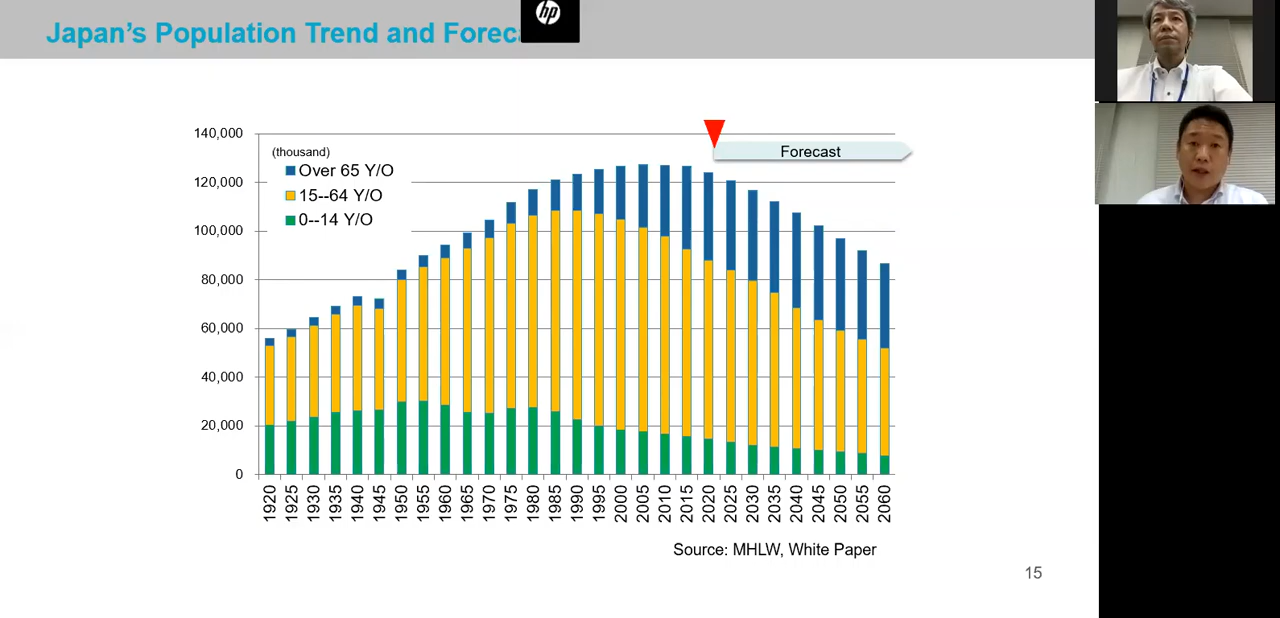 Japan's Population Trend and Forec
hp
140,000
120,000
100,000
80,000
60,000
40,000
20,000
0
(thousand)
Over 65 Y/O
15--64 Y/O
0--14 Y/O
Forecast
1920 1925 1930 1935 1940 1945 1950 1955 1960 1965 1970 1975 1980 1985 1990 1995 2000 2005 2010 2015 2020 2025 2030 2035 2040 2045 2050 2055 2060
Source: MHLW, White Paper
15